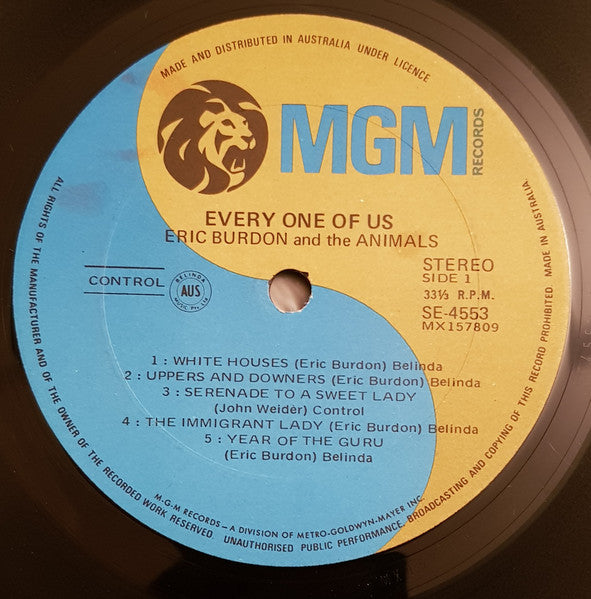 MADE AND DISTRIBUTED IN AUSTRALIA UNDER LICENCE
MGM
RECORDS
EVERY ONE OF US
ERIC BURDON and the ANIMALS
CONTROL
BELINDA
AUS
MUSIC Pty. Ltd.
STEREO
SIDE 1
33⅓ R.P.M.
SE-4553
MX157809
1 : WHITE HOUSES (Eric Burdon) Belinda
2 : UPPERS AND DOWNERS (Eric Burdon) Belinda
3 : SERENADE TO A SWEET LADY
(John Weider) Control
4 : THE IMMIGRANT LADY (Eric Burdon) Belinda
5 : YEAR OF THE GURU
(Eric Burdon) Belinda
M-G-M RECORDS — A DIVISION OF METRO-GOLDWYN-MAYER INC.
ALL RIGHTS OF THE MANUFACTURER AND OF THE OWNER OF THE RECORDED WORK RESERVED UNAUTHORISED PUBLIC PERFORMANCE, BROADCASTING AND COPYING OF THIS RECORD PROHIBITED MADE IN AUSTRALIA.